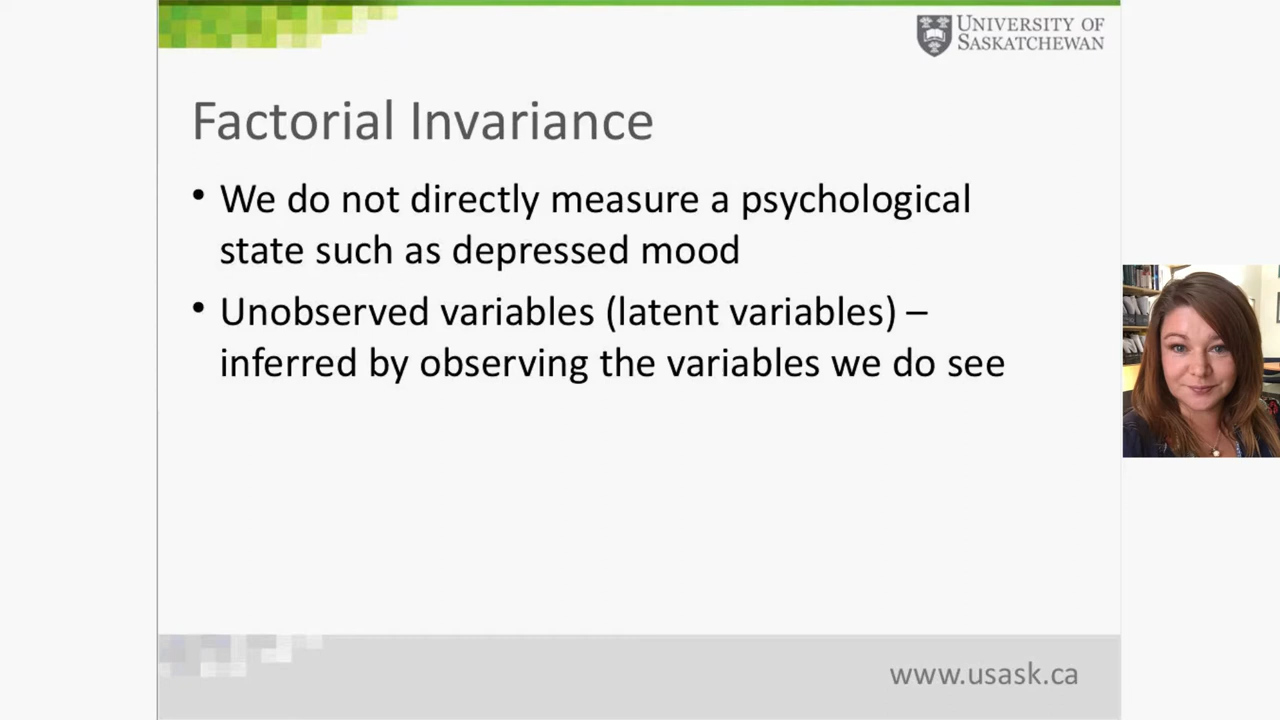 UNIVERSITY OF
SASKATCHEWAN
Factorial Invariance
• We do not directly measure a psychological
state such as depressed mood
• Unobserved variables (latent variables) –
inferred by observing the variables we do see
www.usask.ca